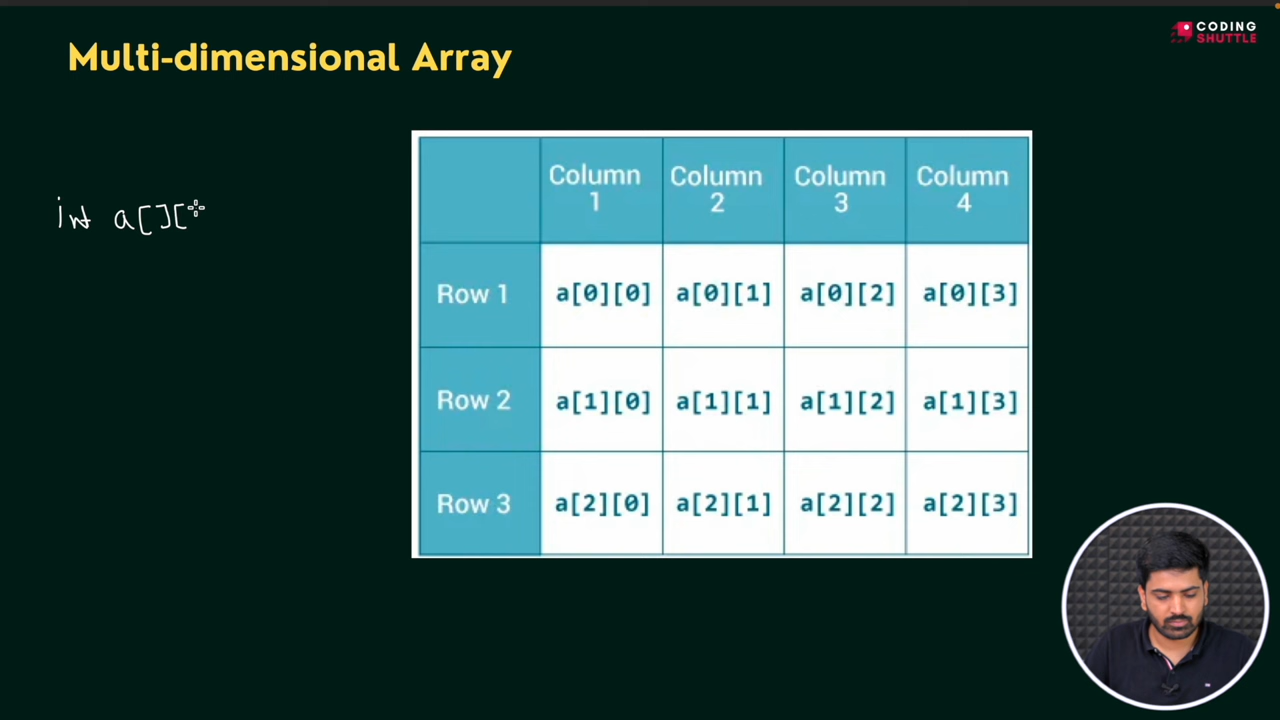 CODING
SHUTTLE
Multi-dimensional Array
int a[][
Column 1 Column 2 Column 3 Column 4
Row 1 a[0][0] a[0][1] a[0][2] a[0][3]
Row 2 a[1][0] a[1][1] a[1][2] a[1][3]
Row 3 a[2][0] a[2][1] a[2][2] a[2][3]